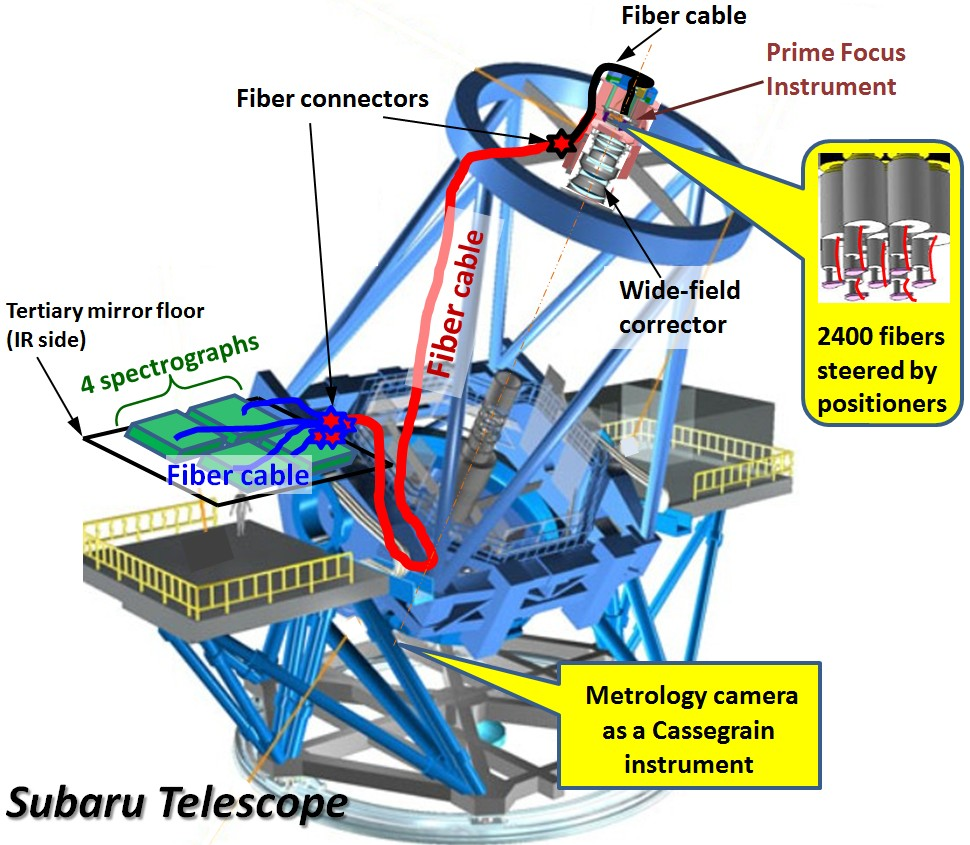 Fiber cable
Prime Focus
Instrument
Fiber connectors
Fiber cable
Wide-field
corrector
2400 fibers
steered by
positioners
Tertiary mirror floor
(IR side)
4 spectrographs
Fiber cable
Metrology camera
as a Cassegrain
instrument
Subaru Telescope